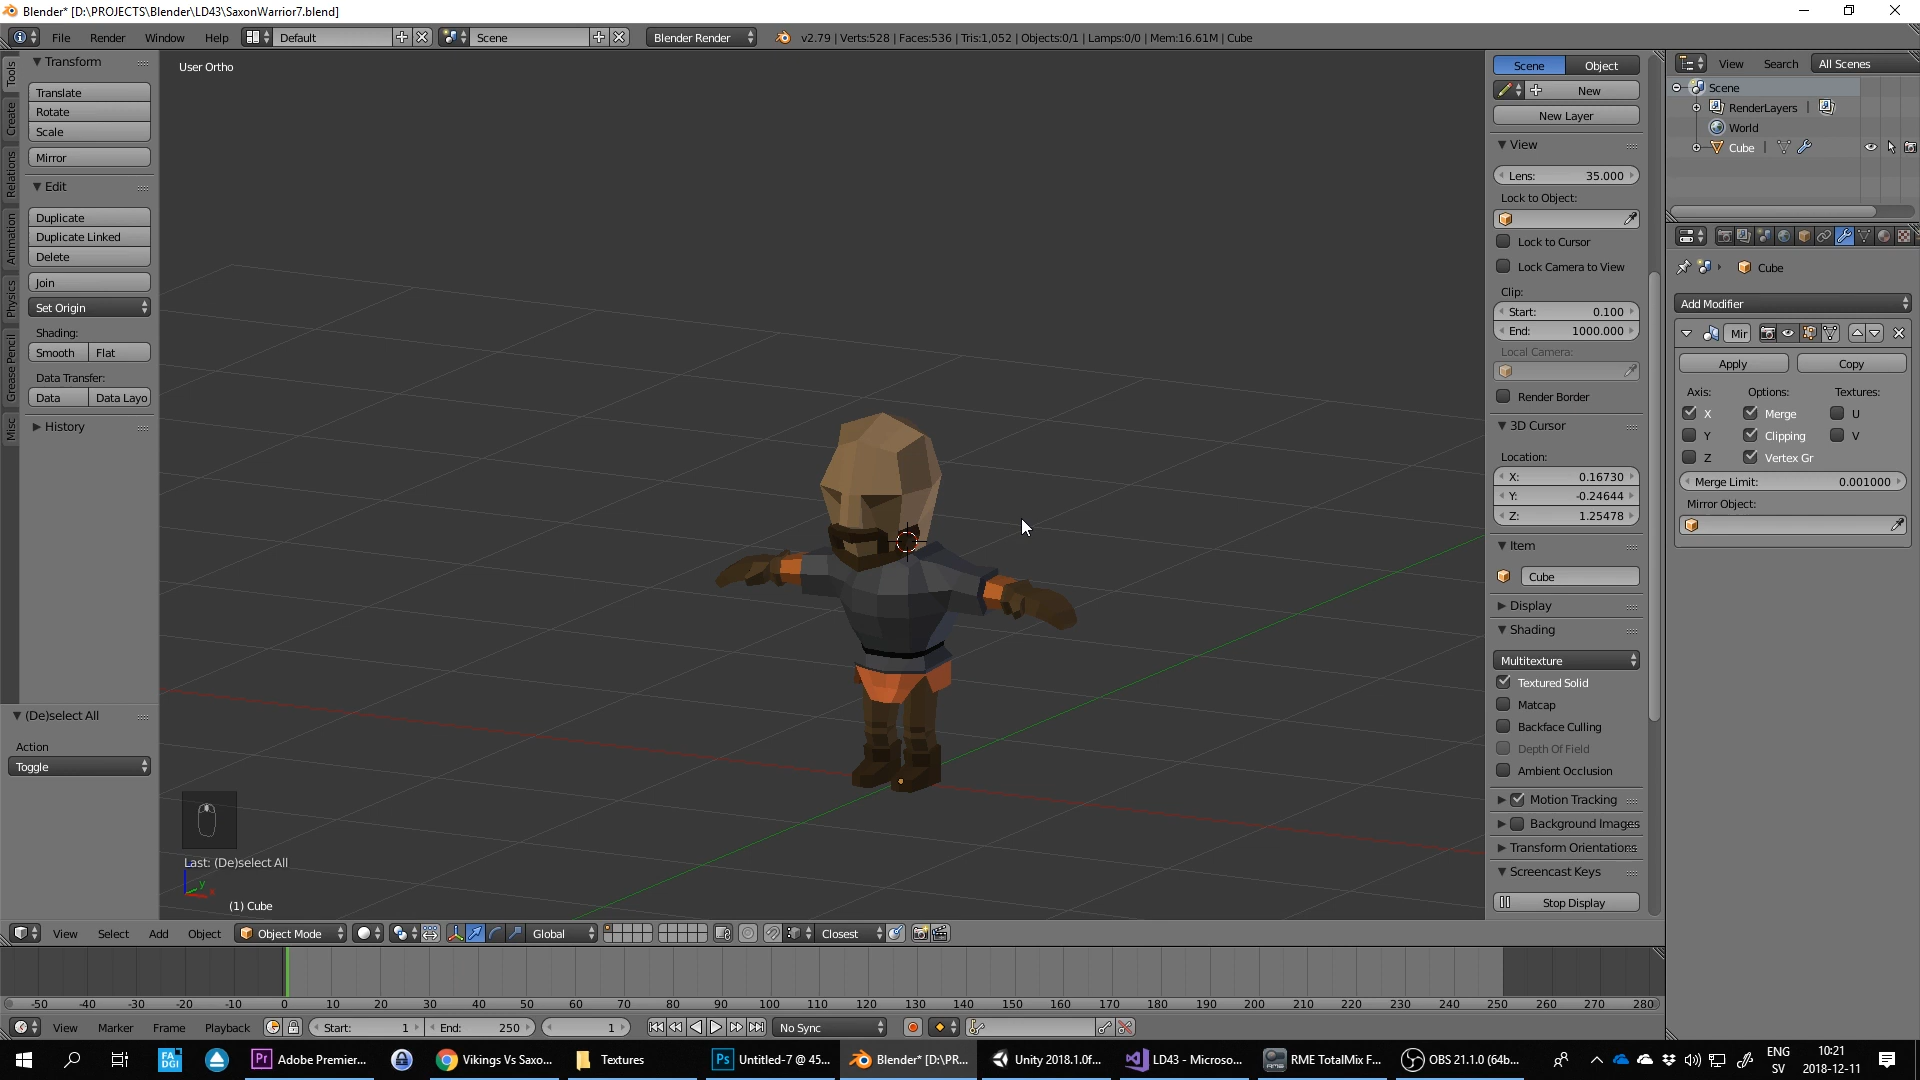 Blender* [D:\PROJECTS\Blender\LD43\SaxonWarrior7.blend]
File Render Window Help Default Scene Blender Render v2.79 | Verts:528 | Faces:536 | Tris:1,052 | Objects:0/1 | Lamps:0/0 | Mem:16.61M | Cube
Tools
Create
Relations
Animation
Physics
Grease Pencil
Misc
Transform
Translate
Rotate
Scale
Mirror
Edit
Duplicate
Duplicate Linked
Delete
Join
Set Origin
Shading:
Smooth Flat
Data Transfer:
Data Data Layo
History
(De)select All
Action
Toggle
User Ortho
Last: (De)select All
y
(1) Cube
Scene Object
New
New Layer
View
Lens: 35.000
Lock to Object:
Lock to Cursor
Lock Camera to View
Clip:
Start: 0.100
End: 1000.000
Local Camera:
Render Border
3D Cursor
Location:
X: 0.16730
Y: -0.24644
Z: 1.25478
Item
Cube
Display
Shading
Multitexture
Textured Solid
Matcap
Backface Culling
Depth Of Field
Ambient Occlusion
Motion Tracking
Background Images
Transform Orientations
Screencast Keys
Stop Display
View Search All Scenes
Scene
RenderLayers |
World
Cube |
Cube
Add Modifier
Mir
Apply Copy
Axis: Options: Textures:
X Merge U
Y Clipping V
Z Vertex Gr
Merge Limit: 0.001000
Mirror Object:
View Select Add Object Object Mode Global Closest
-50 -40 -30 -20 -10 0 10 20 30 40 50 60 70 80 90 100 110 120 130 140 150 160 170 180 190 200 210 220 230 240 250 260 270 280
View Marker Frame Playback Start: 1 End: 250 1 No Sync
FA
DGI
Pr Adobe Premier... Vikings Vs Saxo... Textures Ps Untitled-7 @ 45... Blender* [D:\PR... Unity 2018.1.0f... LD43 - Microso... RME TotalMix F... OBS 21.1.0 (64b...
ENG
SV
10:21
2018-12-11